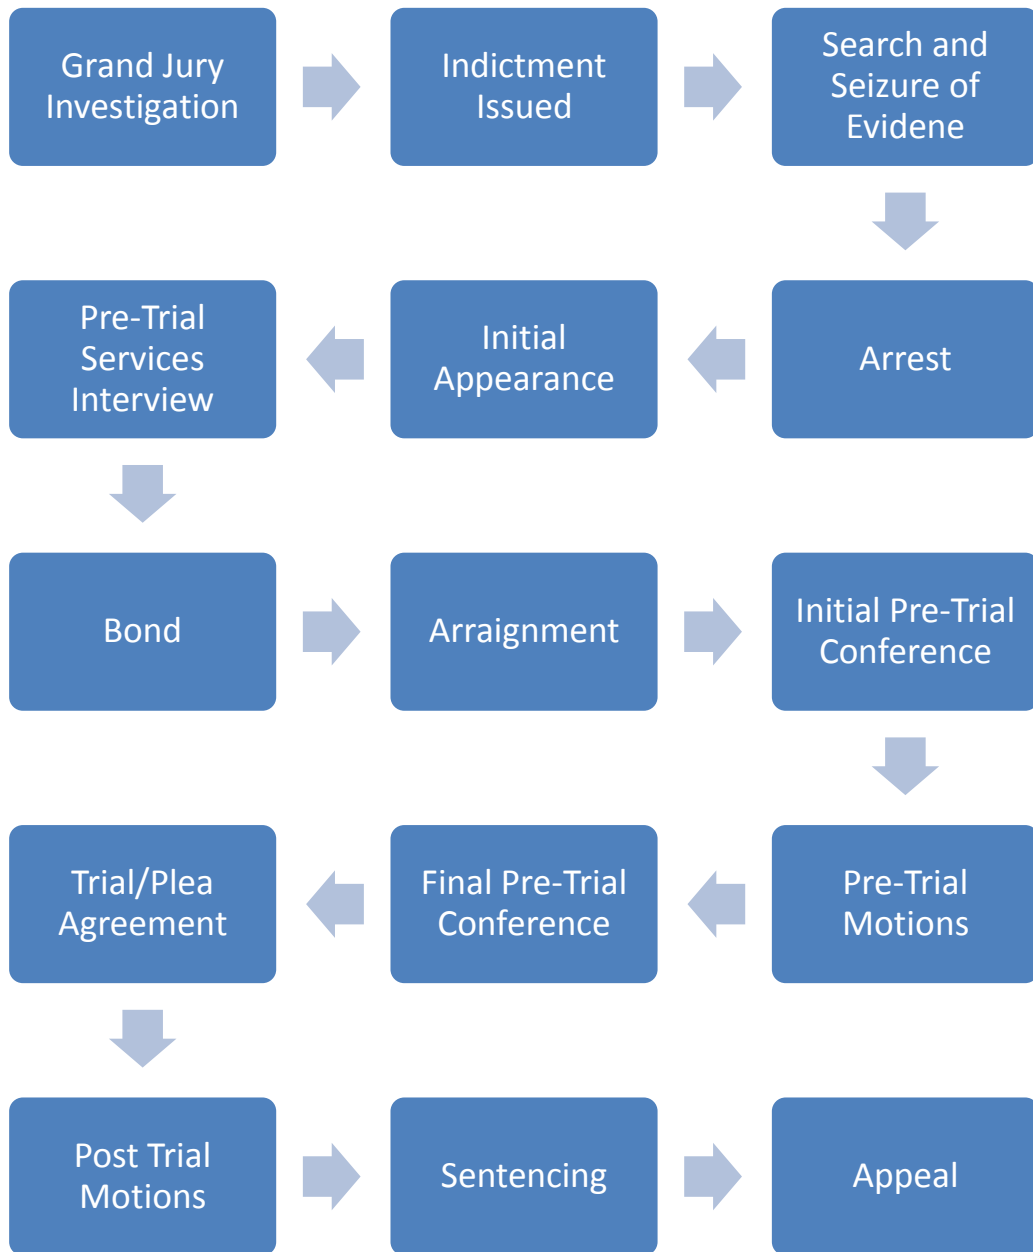 Grand Jury
Investigation
Indictment
Issued
Search and
Seizure of
Evidene
Arrest
Initial
Appearance
Pre-Trial
Services
Interview
Bond
Arraignment
Initial Pre-Trial
Conference
Pre-Trial
Motions
Final Pre-Trial
Conference
Trial/Plea
Agreement
Post Trial
Motions
Sentencing
Appeal